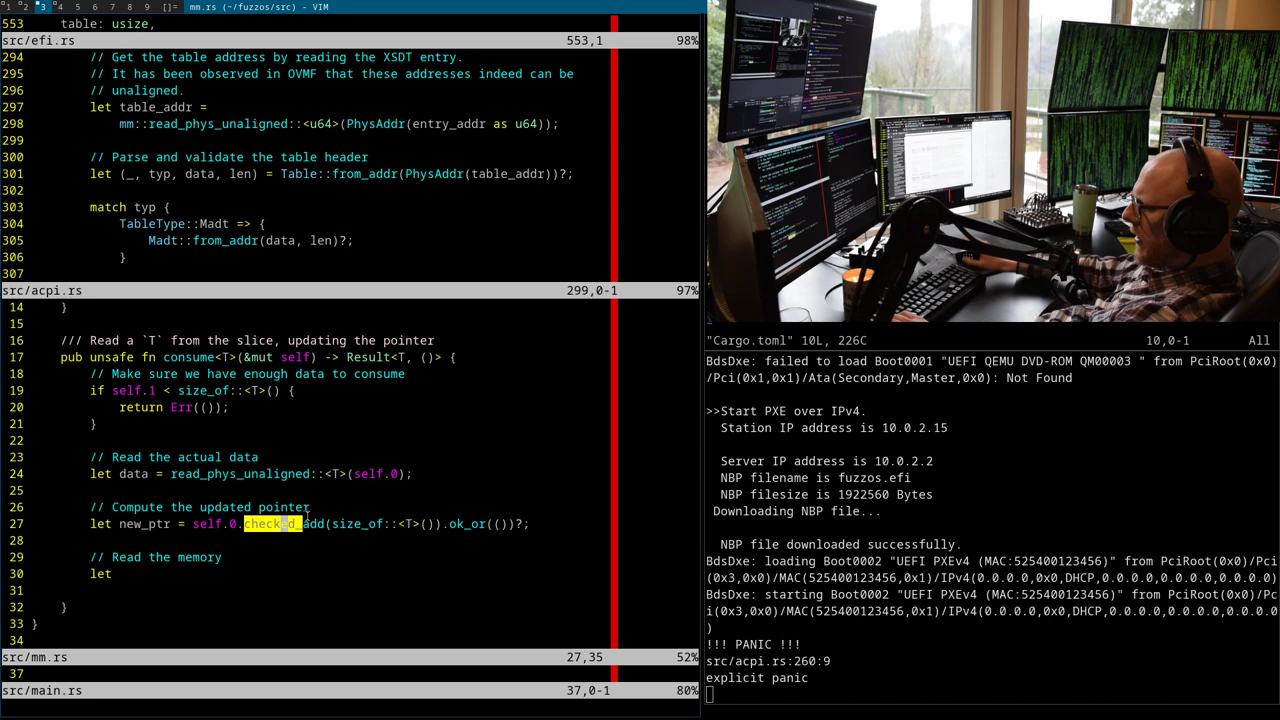 1 2 3 4 5 6 7 8 9 []= mm.rs (~/fuzzos/src) - VIM
553     table: usize,
src/efi.rs 553,1 98%
294         // Get the table address by reading the XSDT entry.
295         // It has been observed in OVMF that these addresses indeed can be
296         // unaligned.
297         let table_addr =
298             mm::read_phys_unaligned::<u64>(PhysAddr(entry_addr as u64));
299
300         // Parse and validate the table header
301         let (_, typ, data, len) = Table::from_addr(PhysAddr(table_addr))?;
302
303         match typ {
304             TableType::Madt => {
305                 Madt::from_addr(data, len)?;
306             }
307
src/acpi.rs 299,0-1 97%
14     }
15
16     /// Read a `T` from the slice, updating the pointer
17     pub unsafe fn consume<T>(&mut self) -> Result<T, ()> {
18         // Make sure we have enough data to consume
19         if self.1 < size_of::<T>() {
20             return Err(());
21         }
22
23         // Read the actual data
24         let data = read_phys_unaligned::<T>(self.0);
25
26         // Compute the updated pointer
27         let new_ptr = self.0.checked_add(size_of::<T>()).ok_or(())?;
28
29         // Read the memory
30         let
31
32     }
33 }
34
src/mm.rs 27,35 52%
37
src/main.rs 37,0-1 80%
"Cargo.toml" 10L, 226C 10,0-1 All
BdsDxe: failed to load Boot0001 "UEFI QEMU DVD-ROM QM00003 " from PciRoot(0x0)
/Pci(0x1,0x1)/Ata(Secondary,Master,0x0): Not Found
>>Start PXE over IPv4.
  Station IP address is 10.0.2.15
  Server IP address is 10.0.2.2
  NBP filename is fuzzos.efi
  NBP filesize is 1922560 Bytes
 Downloading NBP file...
  NBP file downloaded successfully.
BdsDxe: loading Boot0002 "UEFI PXEv4 (MAC:525400123456)" from PciRoot(0x0)/Pci
(0x3,0x0)/MAC(525400123456,0x1)/IPv4(0.0.0.0,0x0,DHCP,0.0.0.0,0.0.0.0,0.0.0.0)
BdsDxe: starting Boot0002 "UEFI PXEv4 (MAC:525400123456)" from PciRoot(0x0)/Pc
i(0x3,0x0)/MAC(525400123456,0x1)/IPv4(0.0.0.0,0x0,DHCP,0.0.0.0,0.0.0.0,0.0.0.0
)
!!! PANIC !!!
src/acpi.rs:260:9
explicit panic